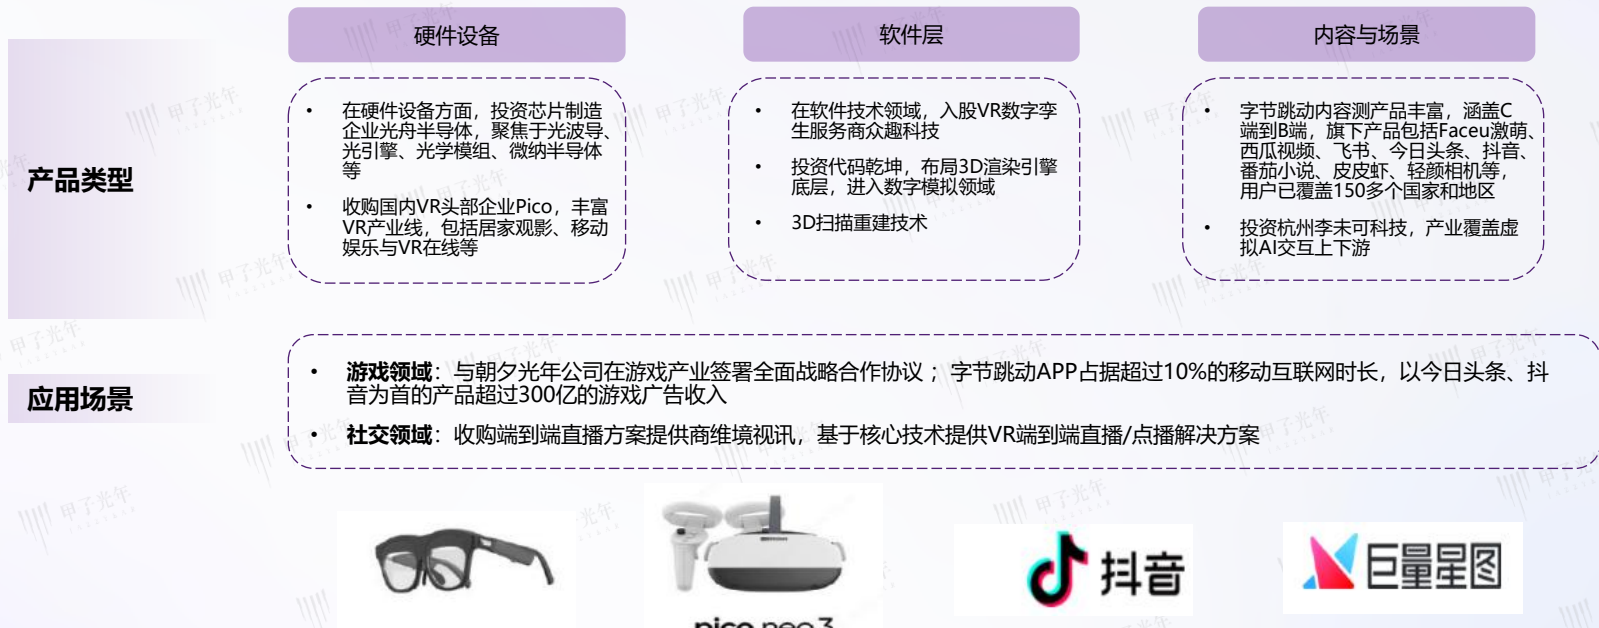 硬件设备
软件层
内容与场景
产品类型
• 在硬件设备方面，投资芯片制造
企业光舟半导体，聚焦于光波导、
光引擎、光学模组、微纳半导体
等
• 收购国内VR头部企业Pico，丰富
VR产业线，包括居家观影、移动
娱乐与VR在线等
• 在软件技术领域，入股VR数字孪
生服务商众趣科技
• 投资代码乾坤，布局3D渲染引擎
底层，进入数字模拟领域
• 3D扫描重建技术
• 字节跳动内容测产品丰富，涵盖C
端到B端，旗下产品包括Faceu激萌、
西瓜视频、飞书、今日头条、抖音、
番茄小说、皮皮虾、轻颜相机等，
用户已覆盖150多个国家和地区
• 投资杭州李未可科技，产业覆盖虚
拟AI交互上下游
应用场景
• 游戏领域：与朝夕光年公司在游戏产业签署全面战略合作协议 ；字节跳动APP占据超过10%的移动互联网时长，以今日头条、抖
音为首的产品超过300亿的游戏广告收入
• 社交领域：收购端到端直播方案提供商维境视讯，基于核心技术提供VR端到端直播/点播解决方案
抖音
巨量星图
pico neo 3
甲子光年